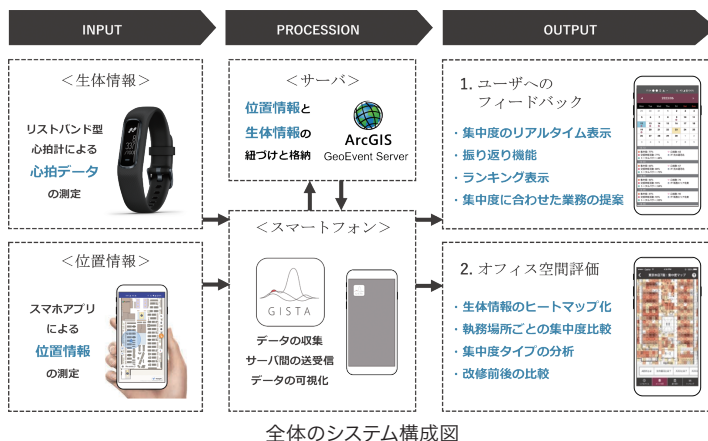 INPUT
PROCESSION
OUTPUT
＜生体情報＞
リストバンド型
心拍計による
心拍データ
の測定
＜位置情報＞
スマホアプリ
による
位置情報
の測定
＜サーバ＞
位置情報と
生体情報の
紐づけと格納
ArcGIS
GeoEvent Server
＜スマートフォン＞
GISTA
データの収集
サーバ間の送受信
データの可視化
1. ユーザへの
フィードバック
・集中度のリアルタイム表示
・振り返り機能
・ランキング表示
・集中度に合わせた業務の提案
2. オフィス空間評価
・生体情報のヒートマップ化
・執務場所ごとの集中度比較
・集中度タイプの分析
・改修前後の比較
全体のシステム構成図